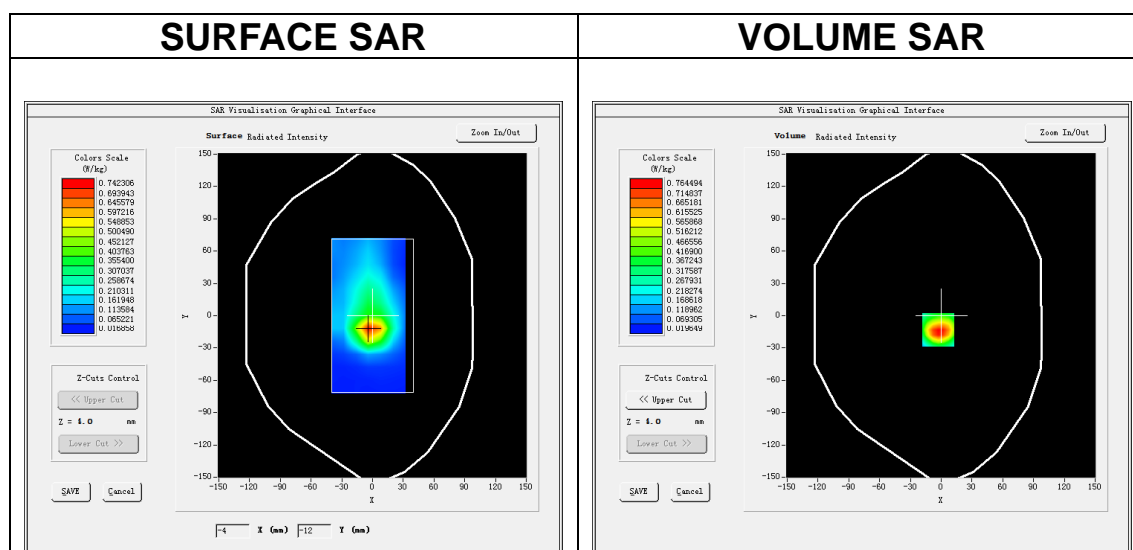 SURFACE SAR
SAR Visualisation Graphical Interface
Surface Radiated Intensity
Zoom In/Out
Colors Scale
(W/kg)
0.742306
0.693943
0.645579
0.597216
0.548853
0.500490
0.452127
0.403763
0.355400
0.307037
0.258674
0.210311
0.161948
0.113584
0.065221
0.016858
Z-Cuts Control
<< Upper Cut
Z = 4.0 mm
Lower Cut >>
SAVE Cancel
150
120
90
60
30
0
-30
-60
-90
-120
-150
Y
-150 -120 -90 -60 -30 0 30 60 90 120 150
X
-4 X (mm) -12 Y (mm)
VOLUME SAR
SAR Visualisation Graphical Interface
Volume Radiated Intensity
Zoom In/Out
Colors Scale
(W/kg)
0.764494
0.714837
0.665181
0.615525
0.565868
0.516212
0.466556
0.416900
0.367243
0.317587
0.267931
0.218274
0.168618
0.118962
0.069305
0.019649
Z-Cuts Control
<< Upper Cut
Z = 4.0 mm
Lower Cut >>
SAVE Cancel
150
120
90
60
30
0
-30
-60
-90
-120
-150
Y
-150 -120 -90 -60 -30 0 30 60 90 120 150
X